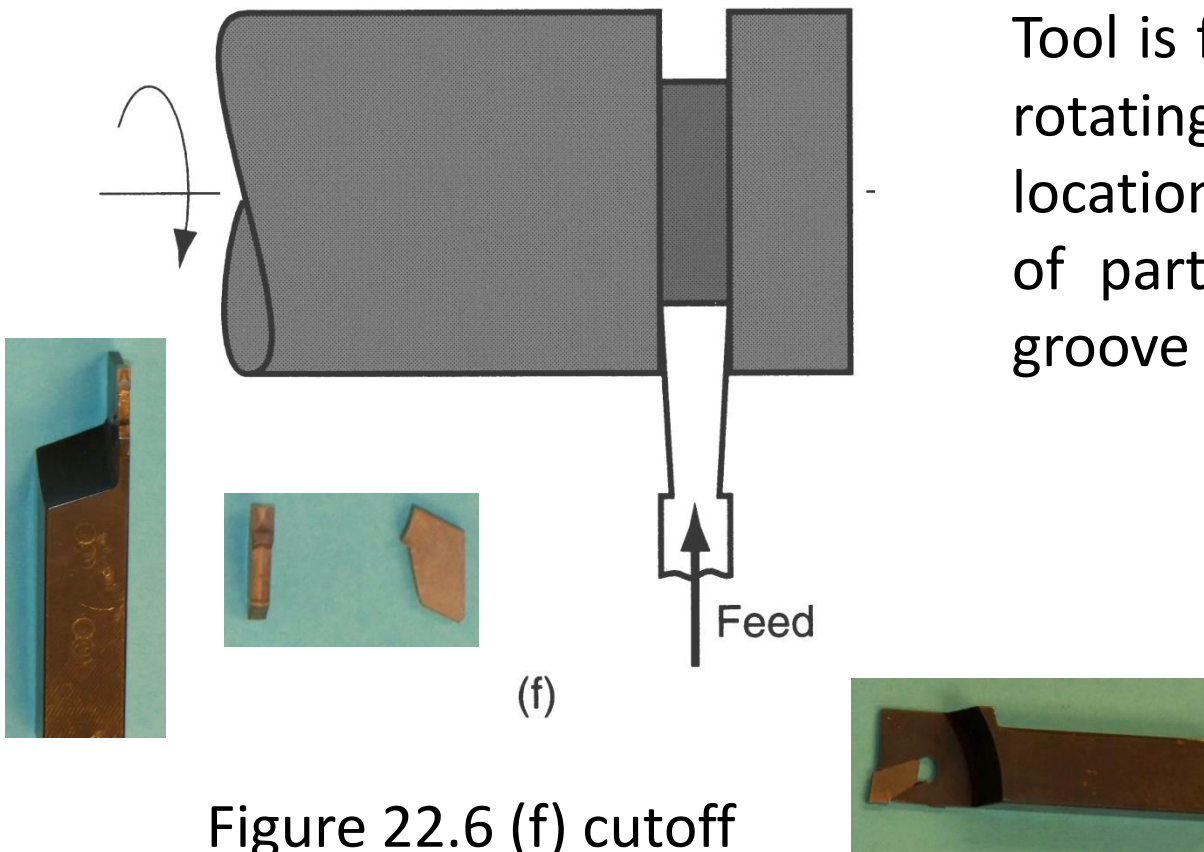 Tool is
rotating
location
of part
groove
Feed
(f)
Figure 22.6 (f) cutoff